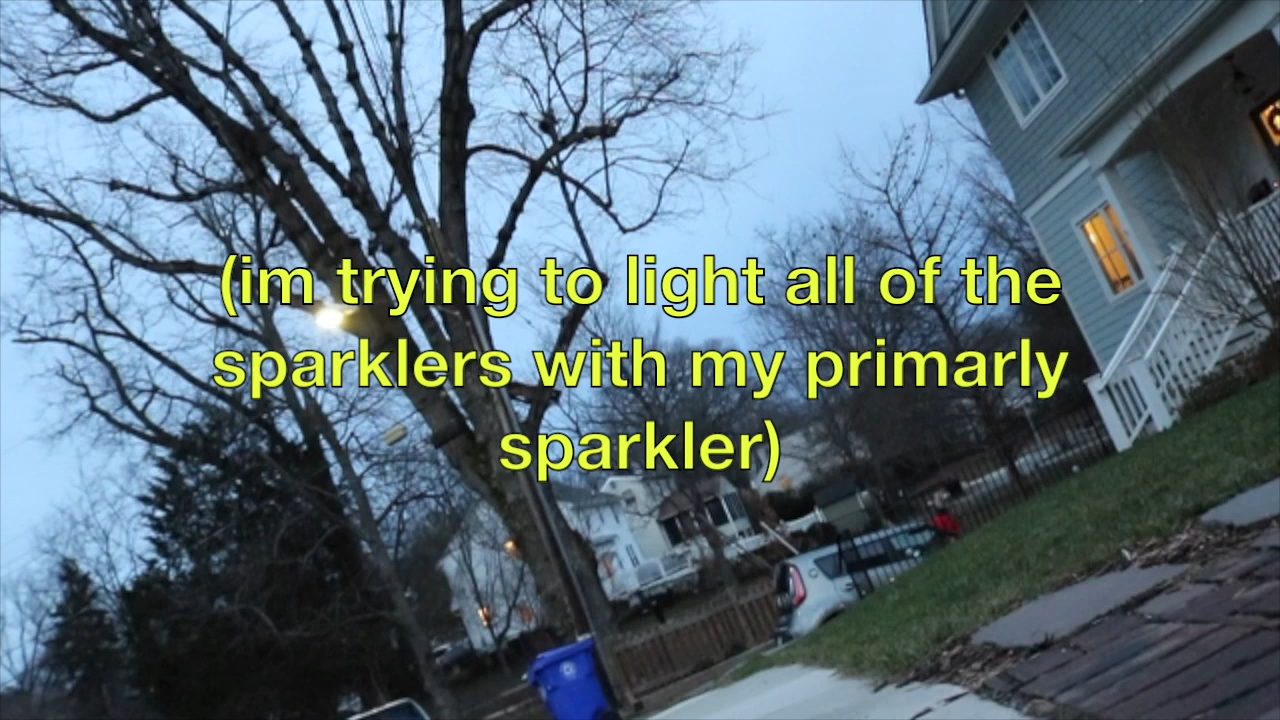 (im trying to light all of the
sparklers with my primarly
sparkler)